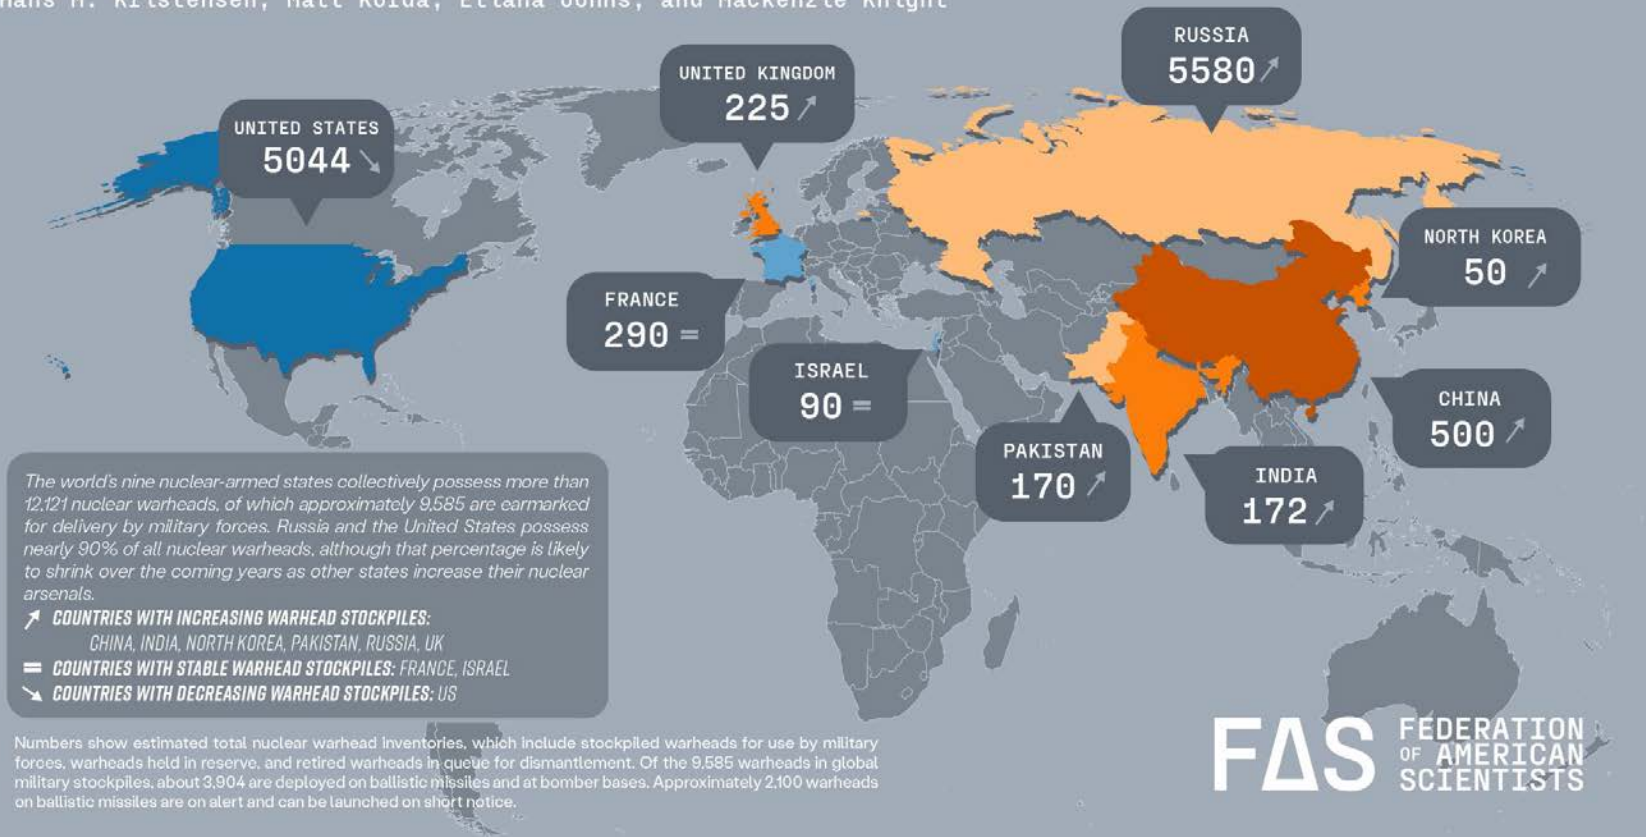 Hans M. Kristensen, Matt Korda, Eliana Johns, and Mackenzie Knight
RUSSIA
5580
UNITED KINGDOM
225
UNITED STATES
5044
NORTH KOREA
50
FRANCE
290 =
ISRAEL
90 =
CHINA
500
PAKISTAN
170
INDIA
172
The world's nine nuclear-armed states collectively possess more than
12,121 nuclear warheads, of which approximately 9,585 are earmarked
for delivery by military forces. Russia and the United States possess
nearly 90% of all nuclear warheads, although that percentage is likely
to shrink over the coming years as other states increase their nuclear
arsenals.
COUNTRIES WITH INCREASING WARHEAD STOCKPILES:
CHINA, INDIA, NORTH KOREA, PAKISTAN, RUSSIA, UK
= COUNTRIES WITH STABLE WARHEAD STOCKPILES: FRANCE, ISRAEL
COUNTRIES WITH DECREASING WARHEAD STOCKPILES: US
Numbers show estimated total nuclear warhead inventories, which include stockpiled warheads for use by military
forces, warheads held in reserve, and retired warheads in queue for dismantlement. Of the 9,585 warheads in global
military stockpiles, about 3,904 are deployed on ballistic missiles and at bomber bases. Approximately 2,100 warheads
on ballistic missiles are on alert and can be launched on short notice.
FAS
FEDERATION
OF AMERICAN
SCIENTISTS